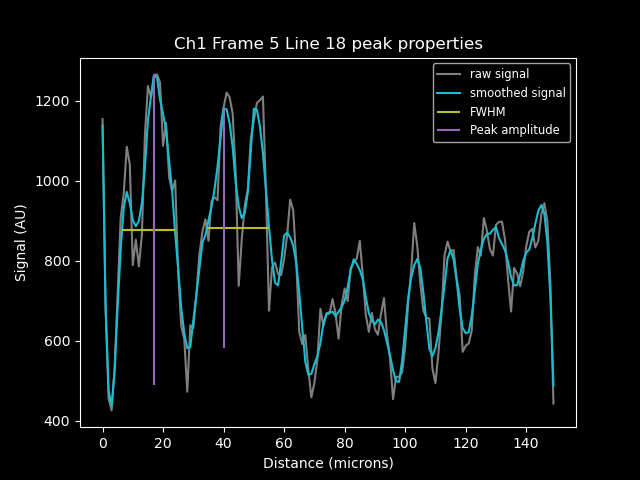 Ch1 Frame 5 Line 18 peak properties
raw signal
smoothed signal
FWHM
Peak amplitude
Signal (AU)
1200
1000
800
600
400
0 20 40 60 80 100 120 140
Distance (microns)